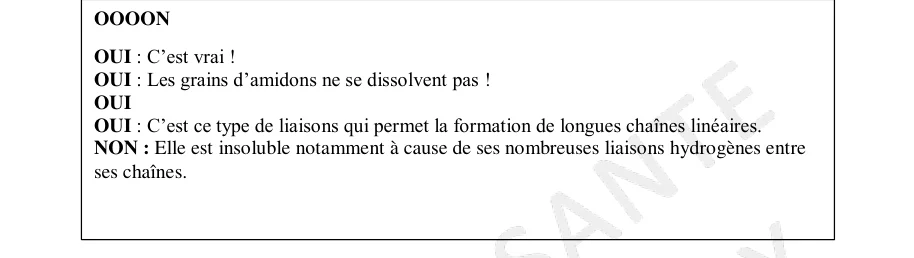 OOOON
OUI : C'est vrai !
OUI : Les grains d'amidons ne se dissolvent pas !
OUI
OUI : C'est ce type de liaisons qui permet la formation de longues chaînes linéaires.
NON : Elle est insoluble notamment à cause de ses nombreuses liaisons hydrogènes entre
ses chaînes.
SANTE